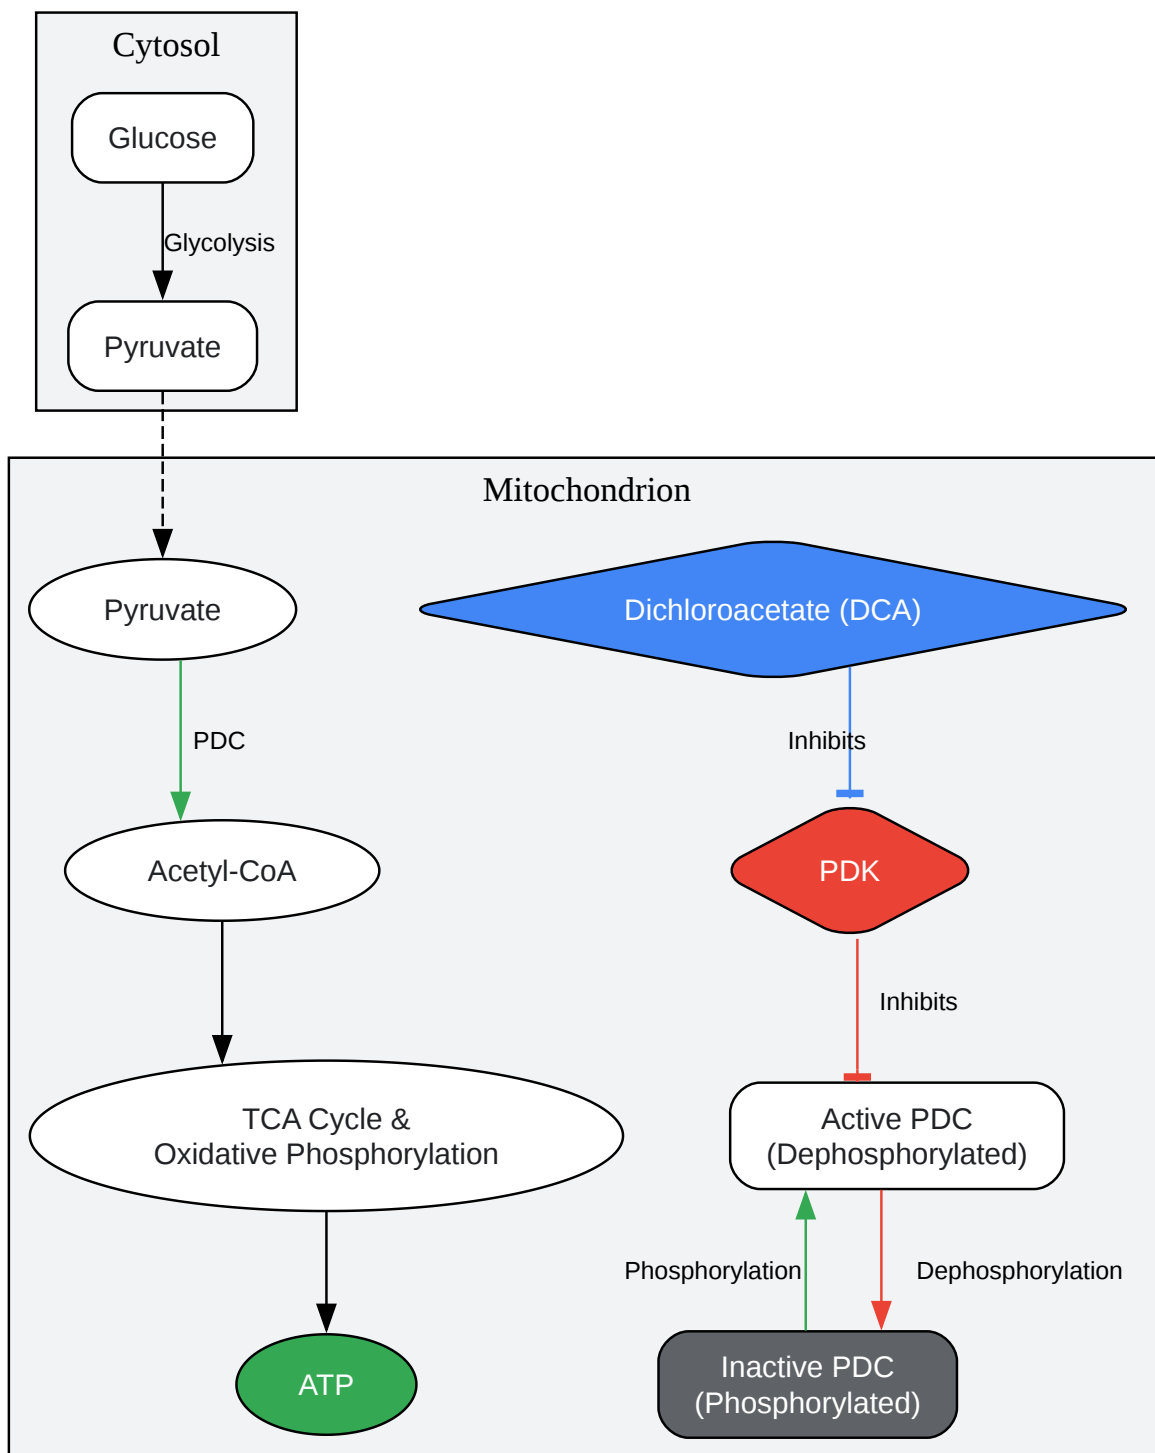 Cytosol
Glucose
Glycolysis
Pyruvate
Mitochondrion
Pyruvate
Dichloroacetate (DCA)
PDC
Inhibits
Acetyl-CoA
PDK
Inhibits
TCA Cycle &
Oxidative Phosphorylation
Active PDC
(Dephosphorylated)
Phosphorylation
Dephosphorylation
ATP
Inactive PDC
(Phosphorylated)